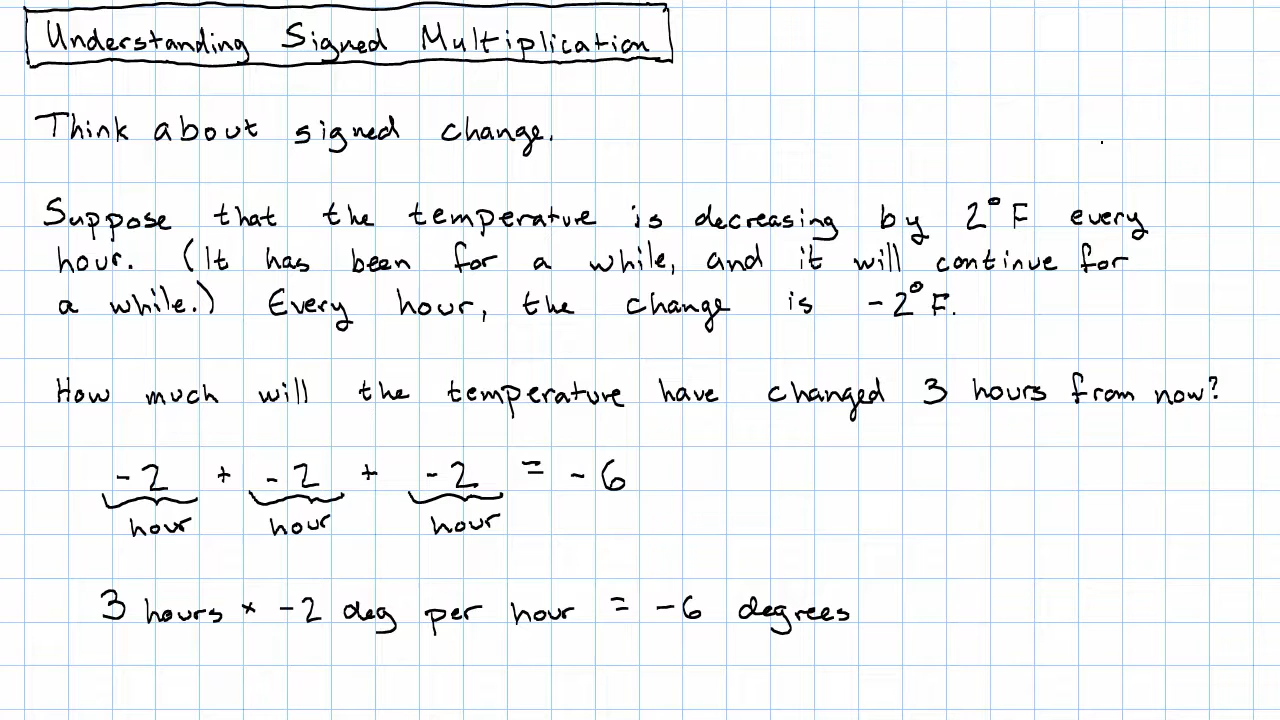 Understanding Signed Multiplication
Think about signed change.
Suppose that the temperature is decreasing by 2° F every
hour. (It has been for a while, and it will continue for
a while.) Every hour, the change is -2° F.
How much will the temperature have changed 3 hours from now?
-2 + -2 + -2 = -6
hour hour hour
3 hours × -2 deg per hour = -6 degrees